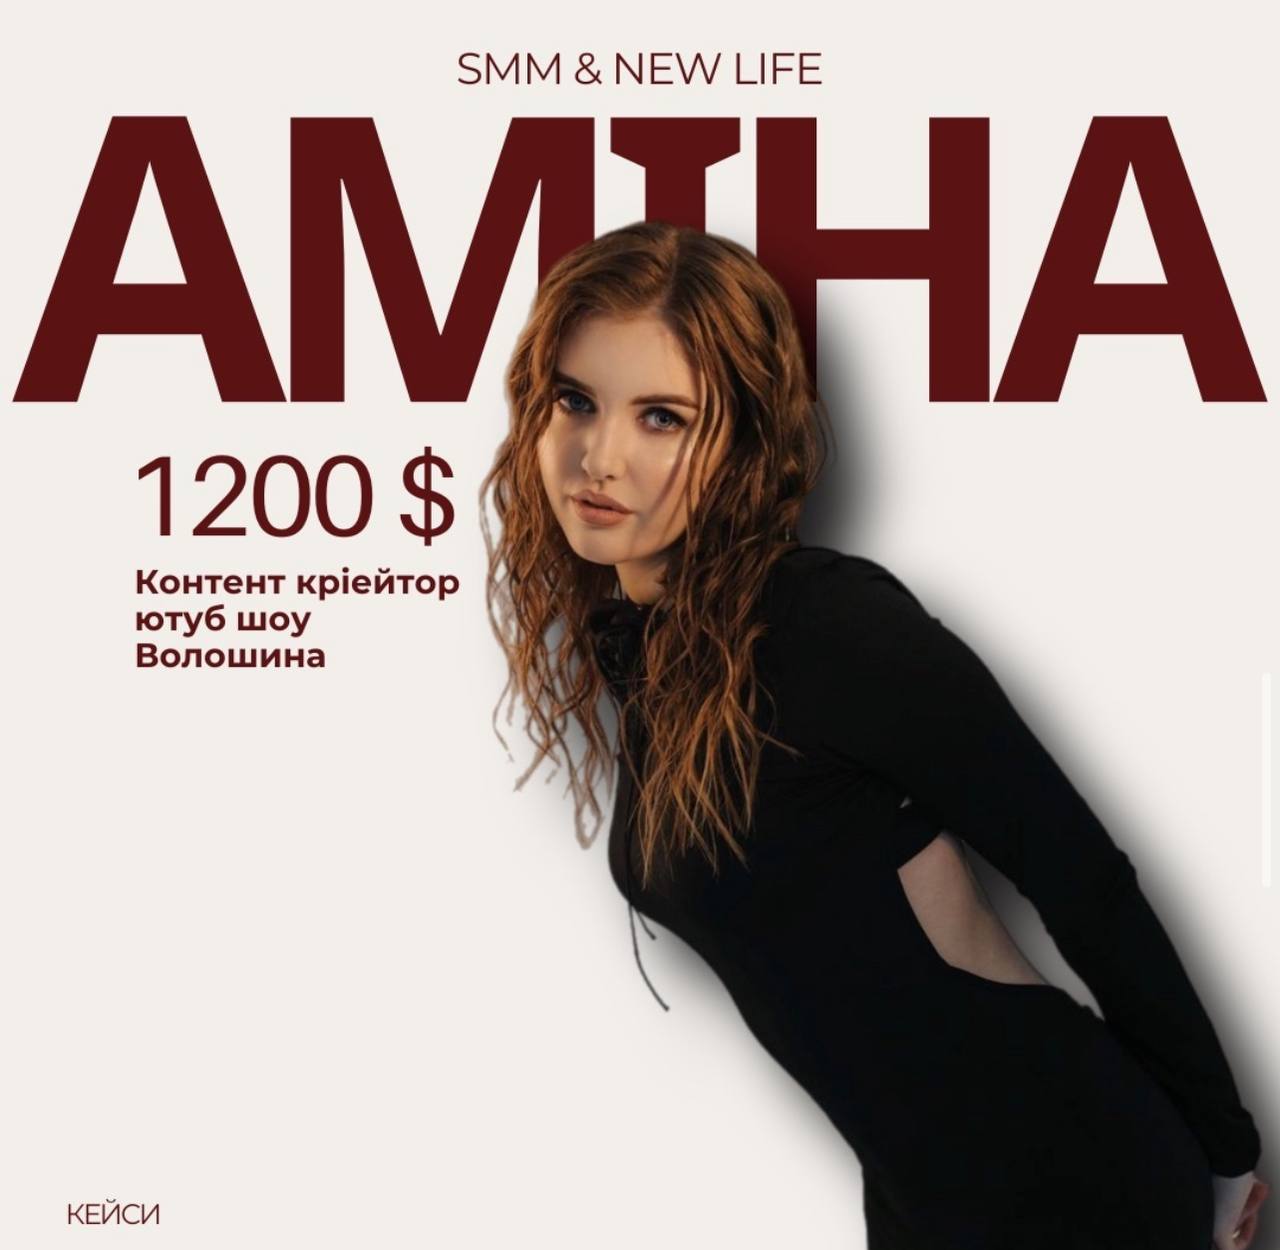 SMM & NEW LIFE
АМІНА
1200 $
Контент кріейтор
ютуб шоу
Волошина
КЕЙСИ